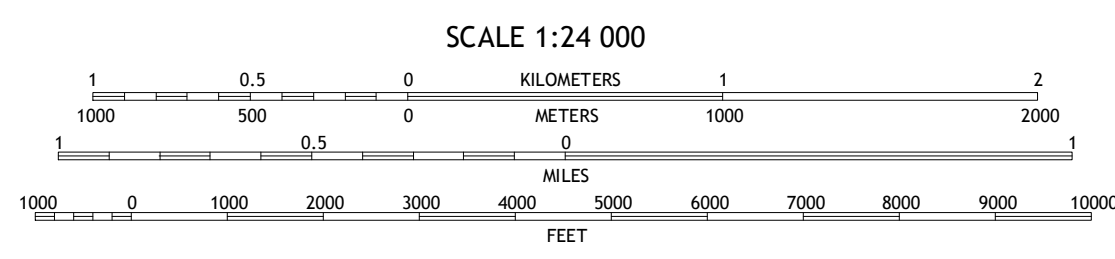 SCALE 1:24 000
1 0.5 0 KILOMETERS 1 2
1000 500 0 METERS 1000 2000
1 0.5 0 1
MILES
1000 0 1000 2000 3000 4000 5000 6000 7000 8000 9000 10000
FEET